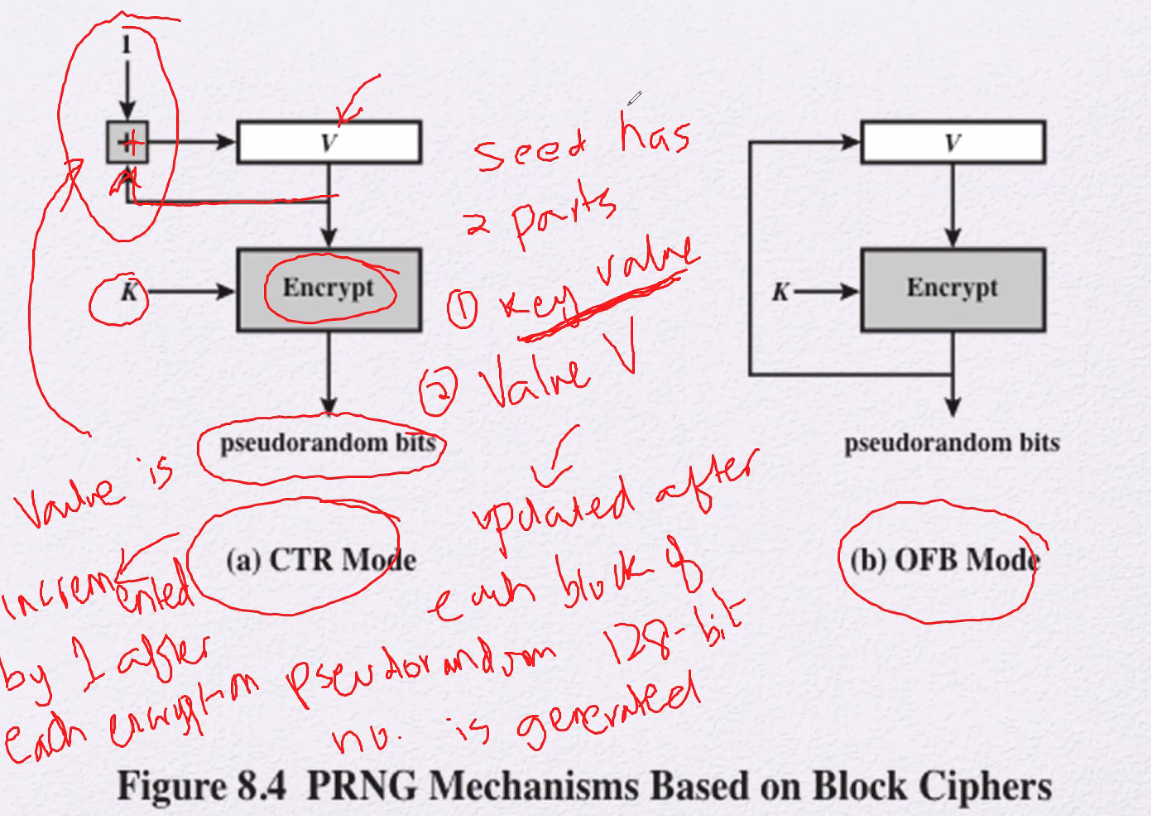 1
+
V
K
Encrypt
pseudorandom bits
(a) CTR Mode
seed has
2 parts
① key value
② Value V
updated after
each block of
pseudorandom 128-bit
no. is generated
Value is
incremented
by 1 after
each encryption
V
K
Encrypt
pseudorandom bits
(b) OFB Mode
Figure 8.4 PRNG Mechanisms Based on Block Ciphers